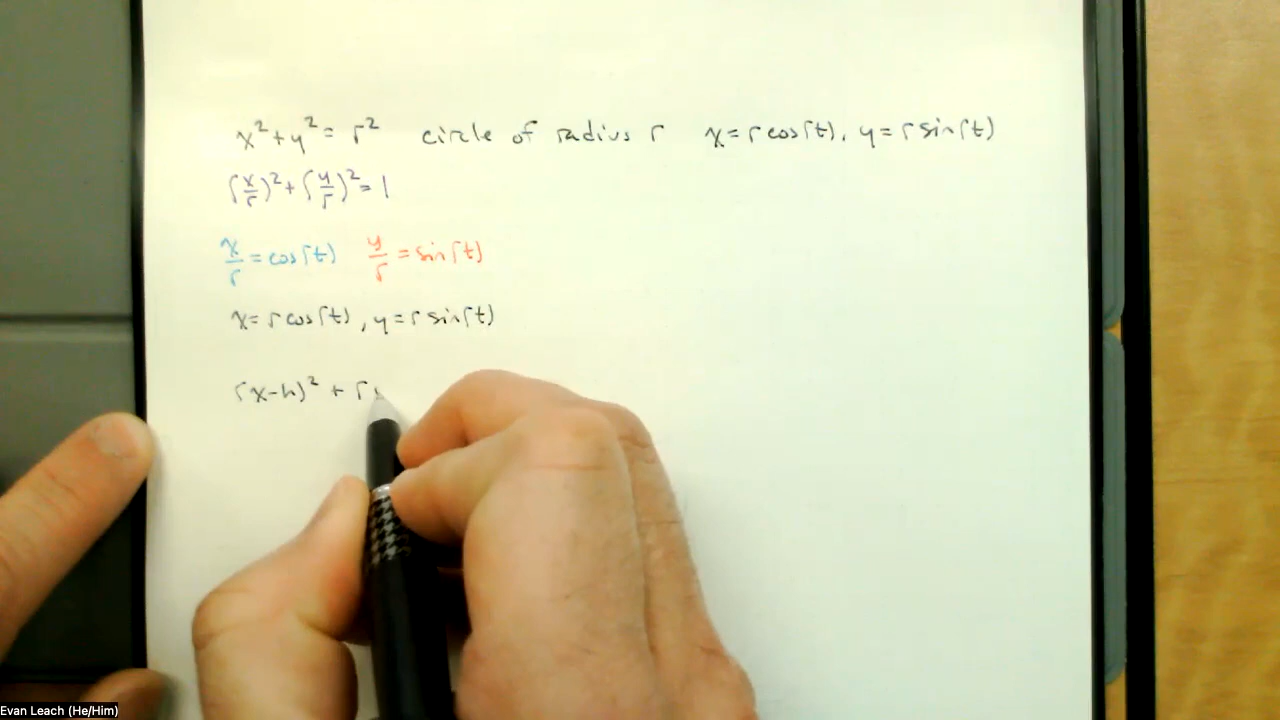 x² + y² = r² circle of radius r x = r cos(t), y = r sin(t)
(x/r)² + (y/r)² = 1
x/r = cos(t) y/r = sin(t)
x = r cos(t), y = r sin(t)
(x-h)² + (
Evan Leach (He/Him)